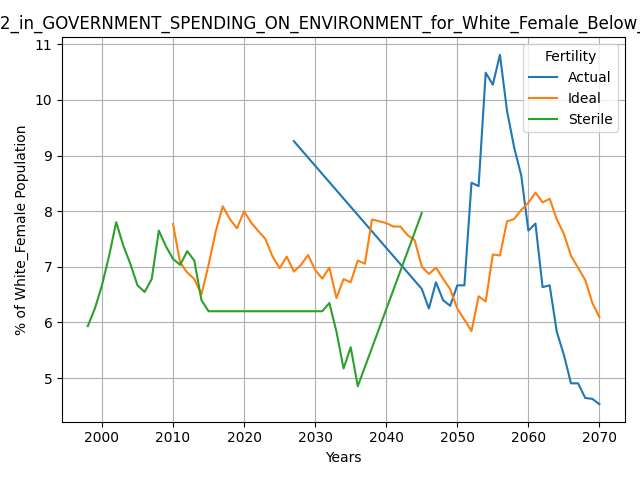 2_in_GOVERNMENT_SPENDING_ON_ENVIRONMENT_for_White_Female_Below_
Fertility
Actual
Ideal
Sterile
% of White_Female Population
11
10
9
8
7
6
5
2000 2010 2020 2030 2040 2050 2060 2070
Years